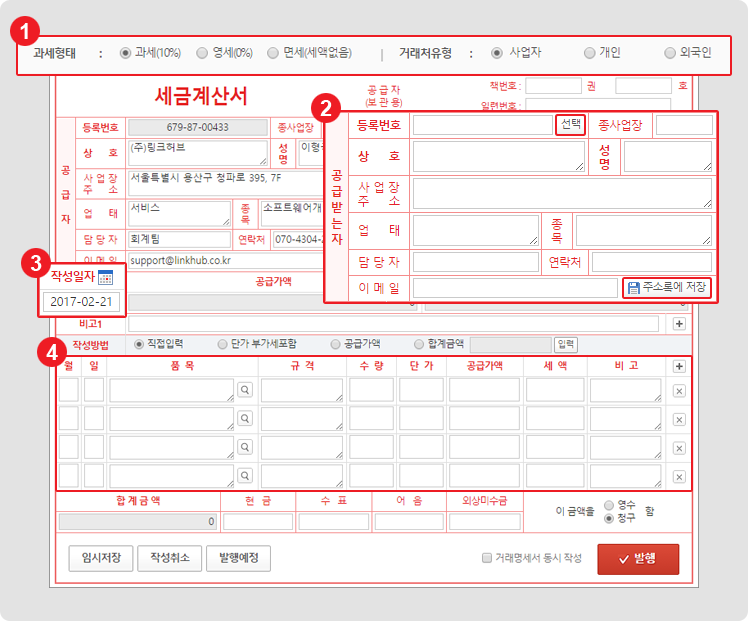 1
과세형태 : 과세(10%) 영세(0%) 면세(세액없음) | 거래처유형 : 사업자 개인 외국인
세금계산서
공급자
(보관용)
책번호 : 권 호
일련번호 :
공급자
등록번호 679-87-00433 종사업장
상 호 (주)링크허브 성명
사업장주소 서울특별시 용산구 청파로 395, 7F
업 태 서비스 종목 소프트웨어개
담당자 회계팀 연락처 070-4304-2
이메일 support@linkhub.co.kr
2
공급받는자
등록번호 선택 종사업장
상 호 성명
사업장주소
업 태 종목
담당자 연락처
이메일 주소록에 저장
3
작성일자 공급가액
2017-02-21
비고1
4
작성방법 직접입력 단가 부가세포함 공급가액 합계금액 입력
월 일 품 목 규 격 수 량 단 가 공급가액 세 액 비 고
합계금액 현 금 수 표 어 음 외상미수금
0
이 금액을 영수 청구 함
임시저장 작성취소 발행예정 거래명세서 동시 작성 발행